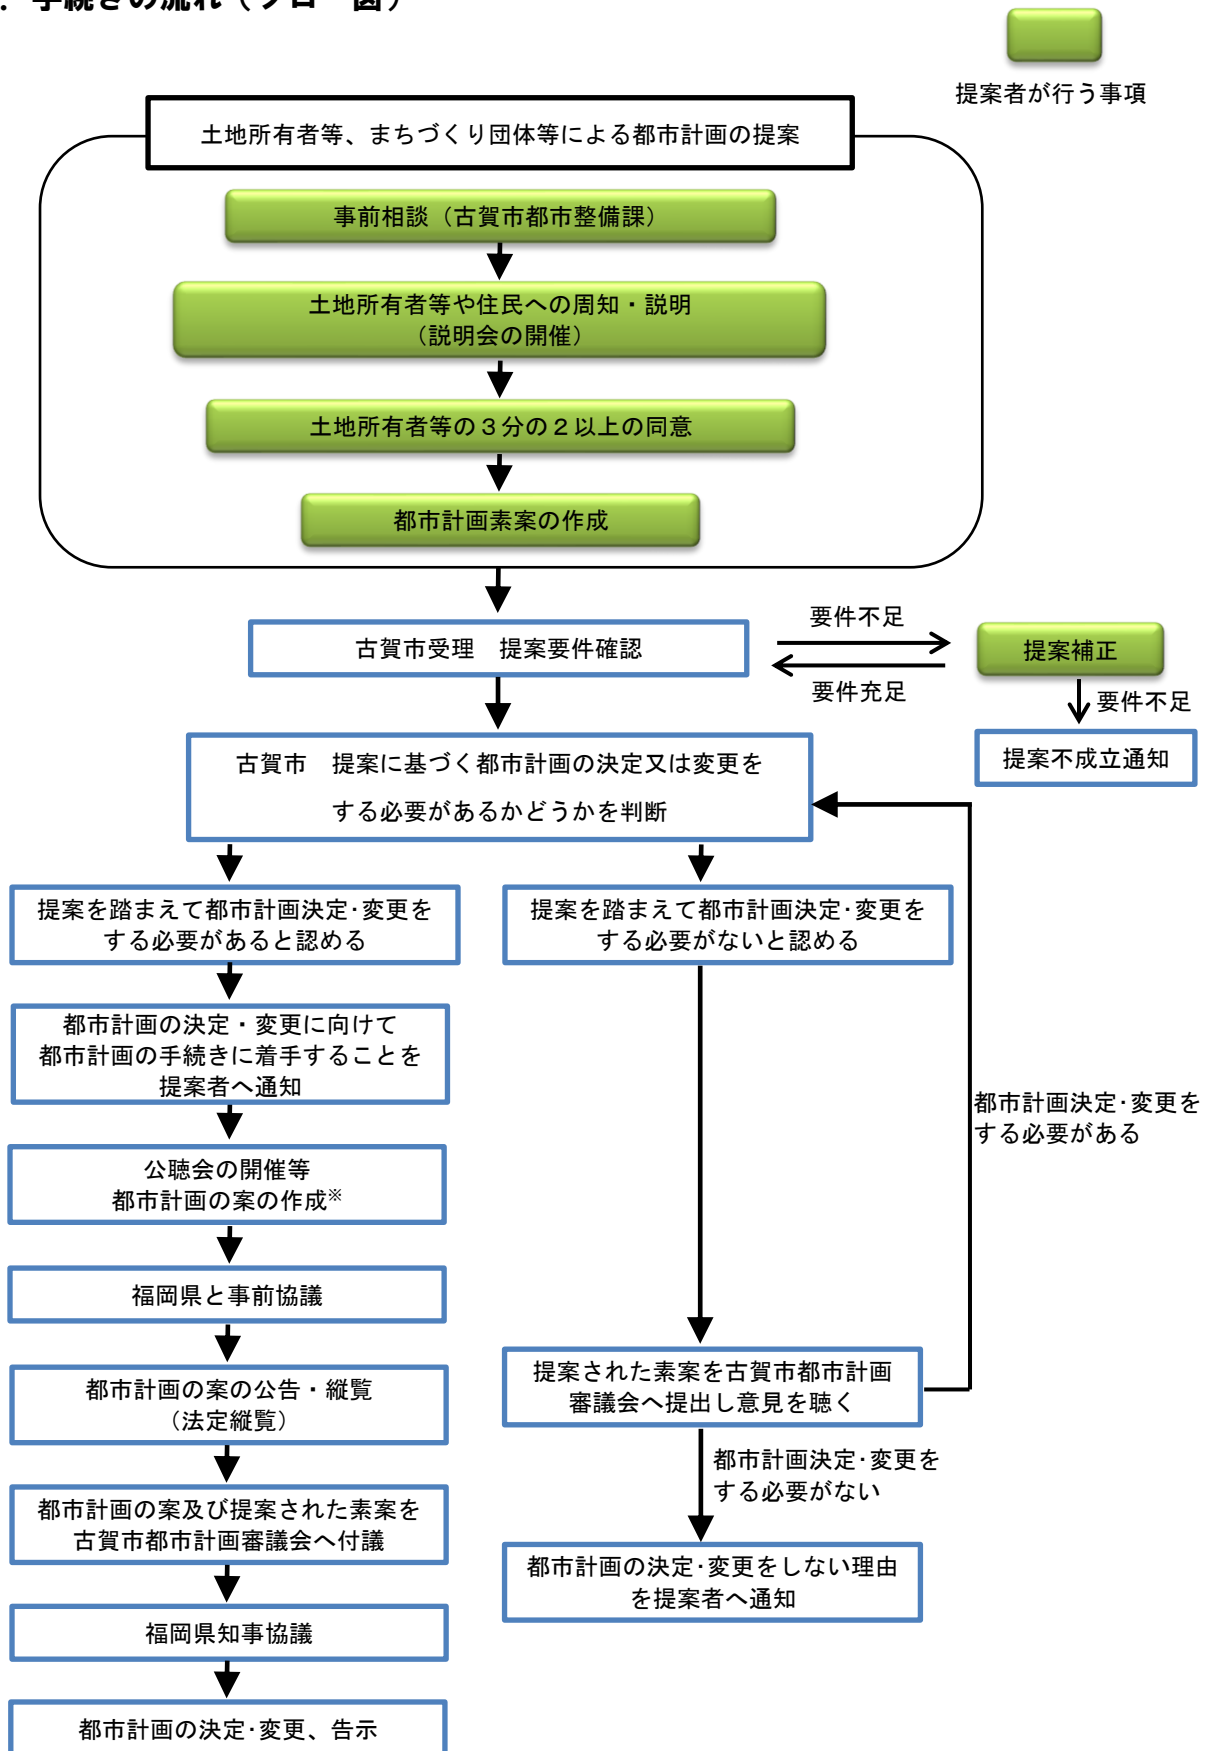 ．手続きの流れ（フロー図）
提案者が行う事項
土地所有者等、まちづくり団体等による都市計画の提案
事前相談（古賀市都市整備課）
土地所有者等や住民への周知・説明
（説明会の開催）
土地所有者等の３分の２以上の同意
都市計画素案の作成
古賀市受理　提案要件確認
要件不足
要件充足
提案補正
要件不足
提案不成立通知
古賀市　提案に基づく都市計画の決定又は変更を
する必要があるかどうかを判断
提案を踏まえて都市計画決定･変更を
する必要があると認める
提案を踏まえて都市計画決定･変更を
する必要がないと認める
都市計画の決定・変更に向けて
都市計画の手続きに着手することを
提案者へ通知
都市計画決定･変更を
する必要がある
公聴会の開催等
都市計画の案の作成※
福岡県と事前協議
提案された素案を古賀市都市計画
審議会へ提出し意見を聴く
都市計画の案の公告・縦覧
（法定縦覧）
都市計画決定･変更を
する必要がない
都市計画の案及び提案された素案を
古賀市都市計画審議会へ付議
都市計画の決定･変更をしない理由
を提案者へ通知
福岡県知事協議
都市計画の決定･変更、告示